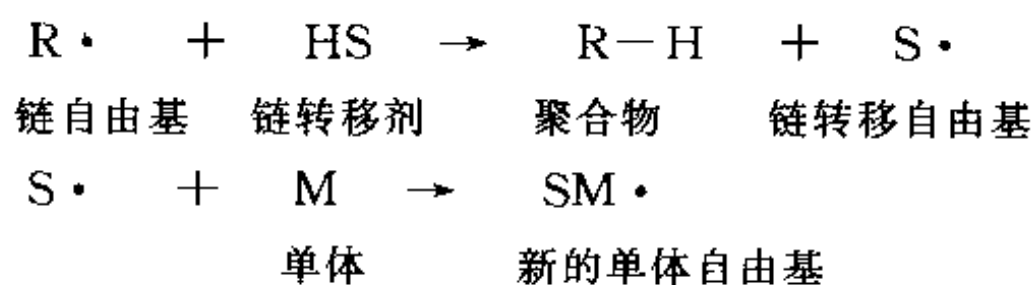 R· + HS → R－H + S·
链自由基 链转移剂 聚合物 链转移自由基
S· + M → SM·
单体 新的单体自由基